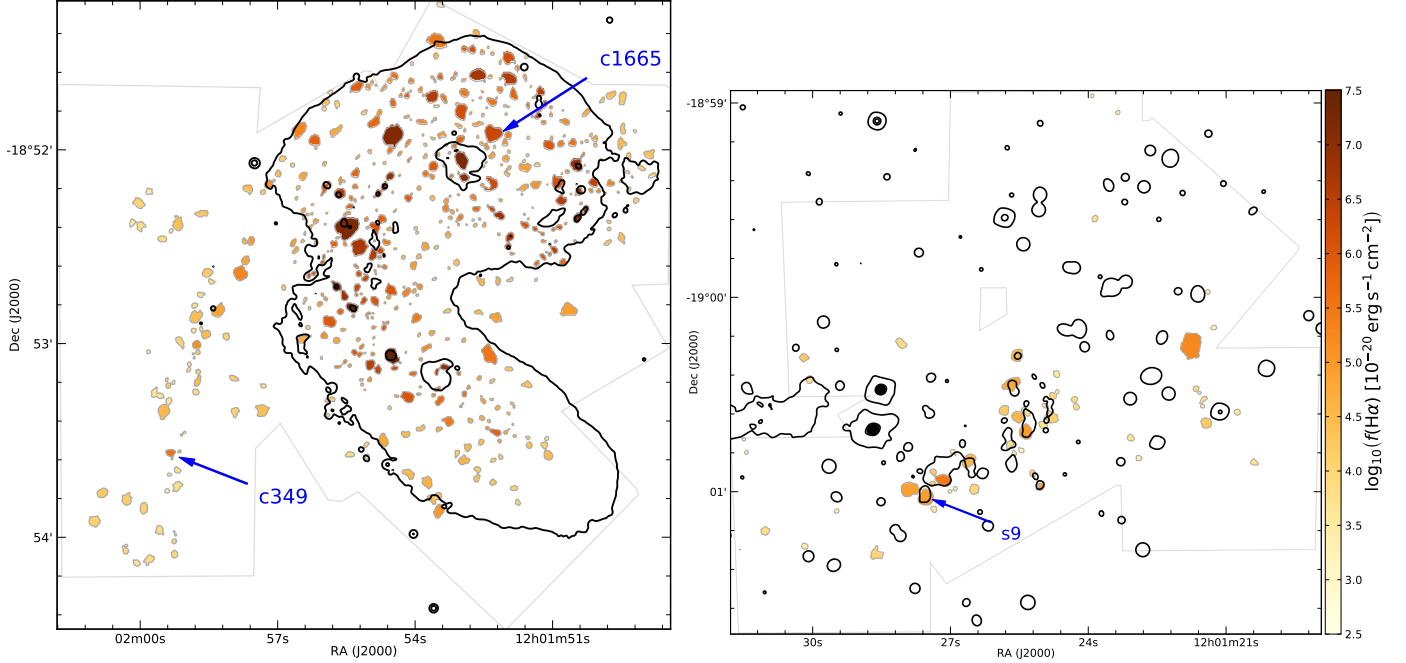 c1665
-18°52'
53'
54'
Dec (J2000)
c349
02m00s
57s
54s
12h01m51s
RA (J2000)
-18°59'
-19°00'
01'
Dec (J2000)
s9
30s
27s
24s
12h01m21s
RA (J2000)
7.5
7.0
6.5
6.0
5.5
5.0
4.5
4.0
3.5
3.0
2.5
log₁₀(f(Hα) [10⁻²⁰ erg s⁻¹ cm⁻²])